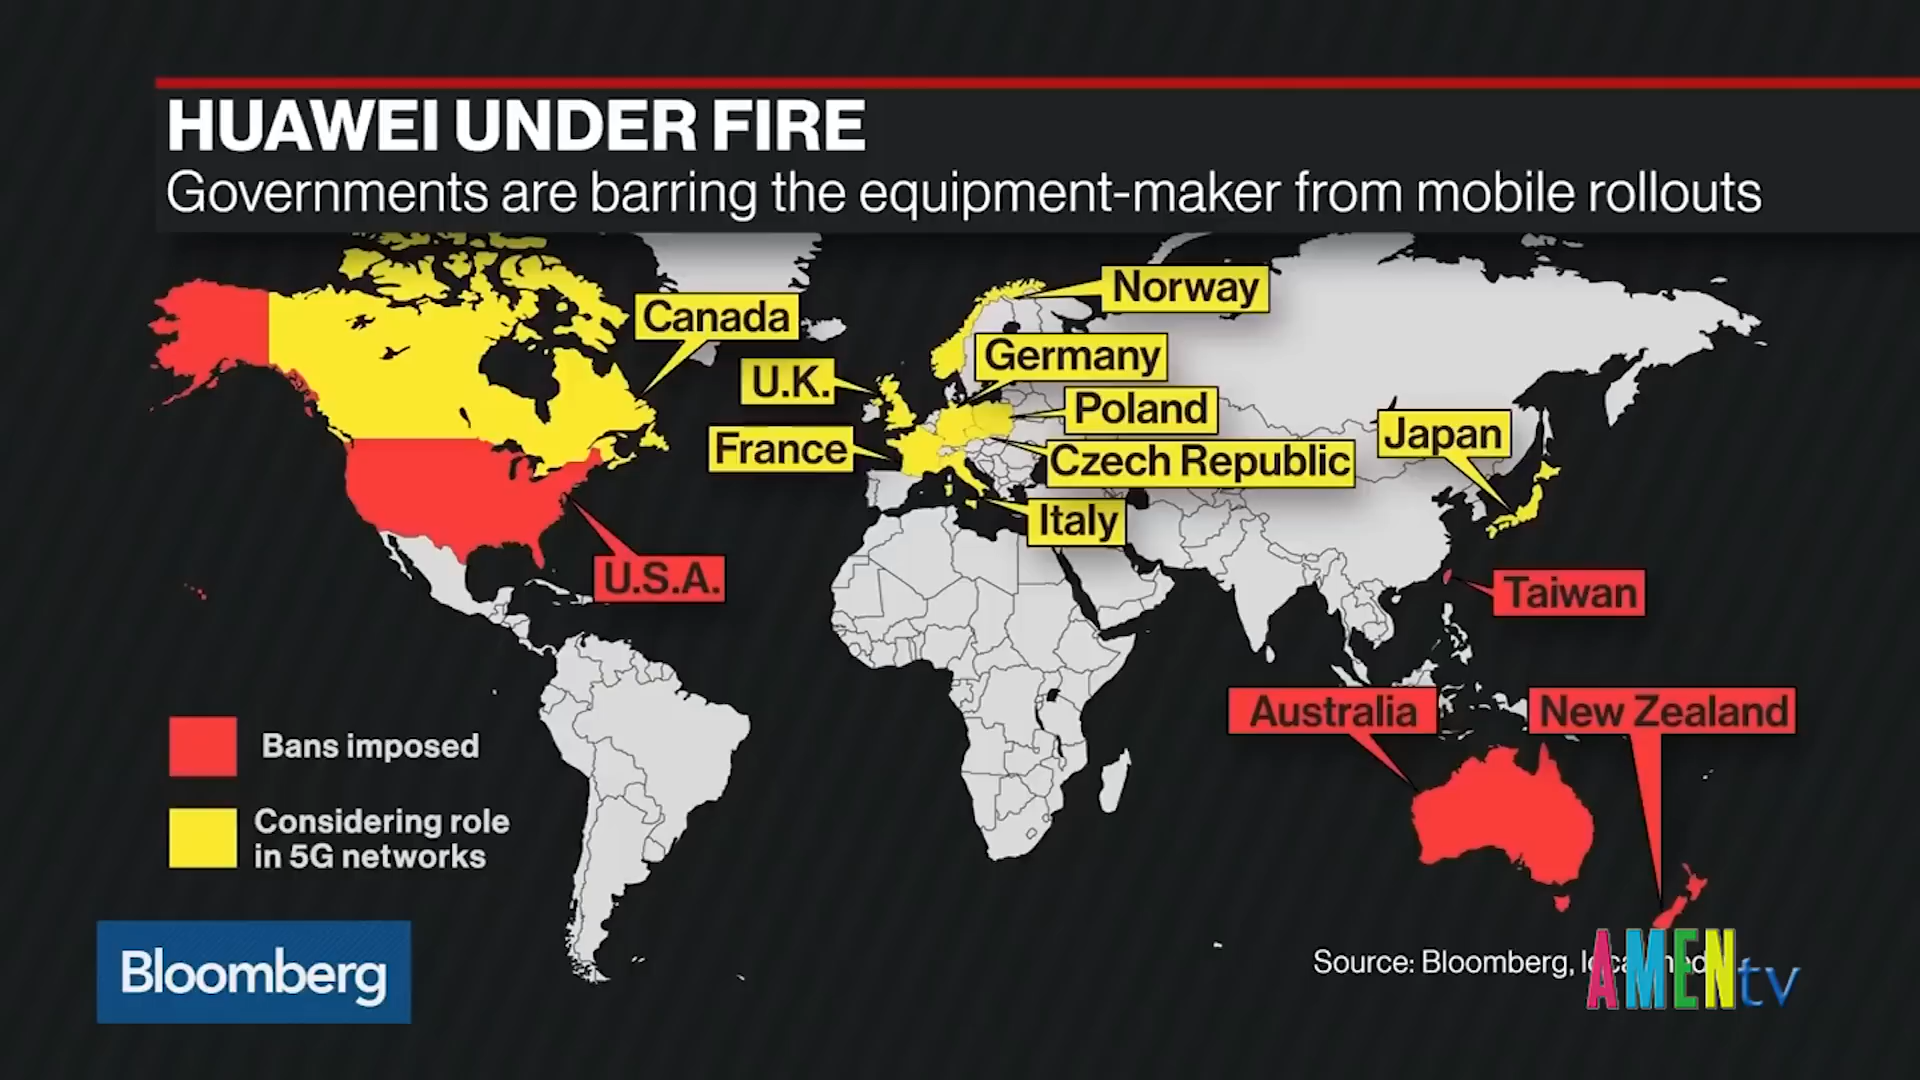 HUAWEI UNDER FIRE
Governments are barring the equipment-maker from mobile rollouts
Norway
Canada
Germany
U.K.
Poland
Japan
France
Czech Republic
Italy
U.S.A.
Taiwan
Australia
New Zealand
Bans imposed
Considering role
in 5G networks
Bloomberg
Source: Bloomberg,
AMENtv